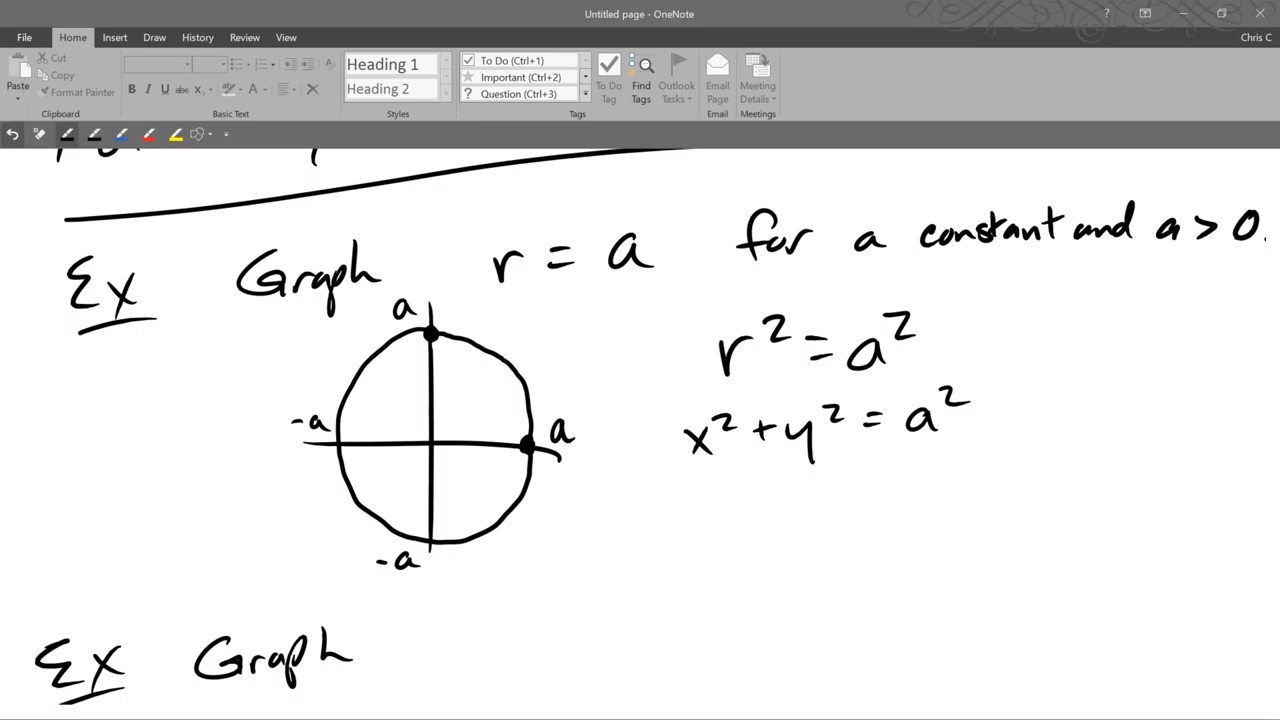 Untitled page - OneNote
File Home Insert Draw History Review View Chris C
Paste Cut Copy Format Painter Clipboard
B I U abc x₂ A Basic Text
Heading 1 Heading 2 Styles
To Do (Ctrl+1) Important (Ctrl+2) Question (Ctrl+3) To Do Tag Find Tags Outlook Tasks Tags
Email Page Email
Meeting Details Meetings
Ex Graph r = a for a constant and a > 0.
a
r² = a²
-a a
x² + y² = a²
-a
Ex Graph